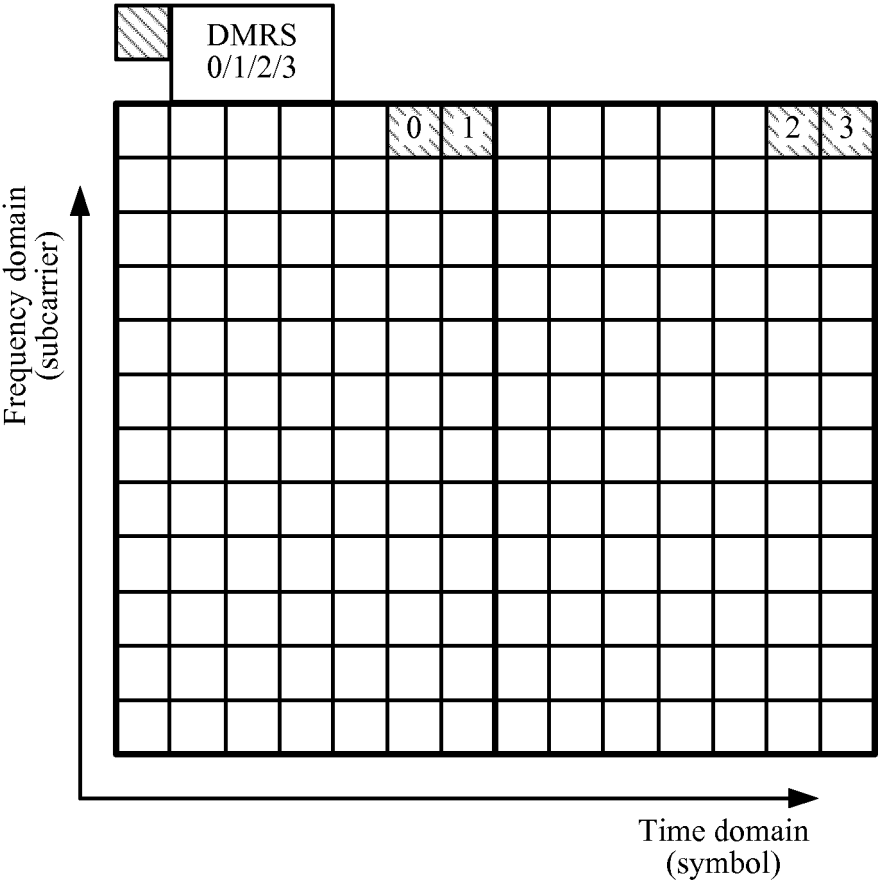 DMRS
0/1/2/3
0 1 2 3
Frequency domain
(subcarrier)
Time domain
(symbol)